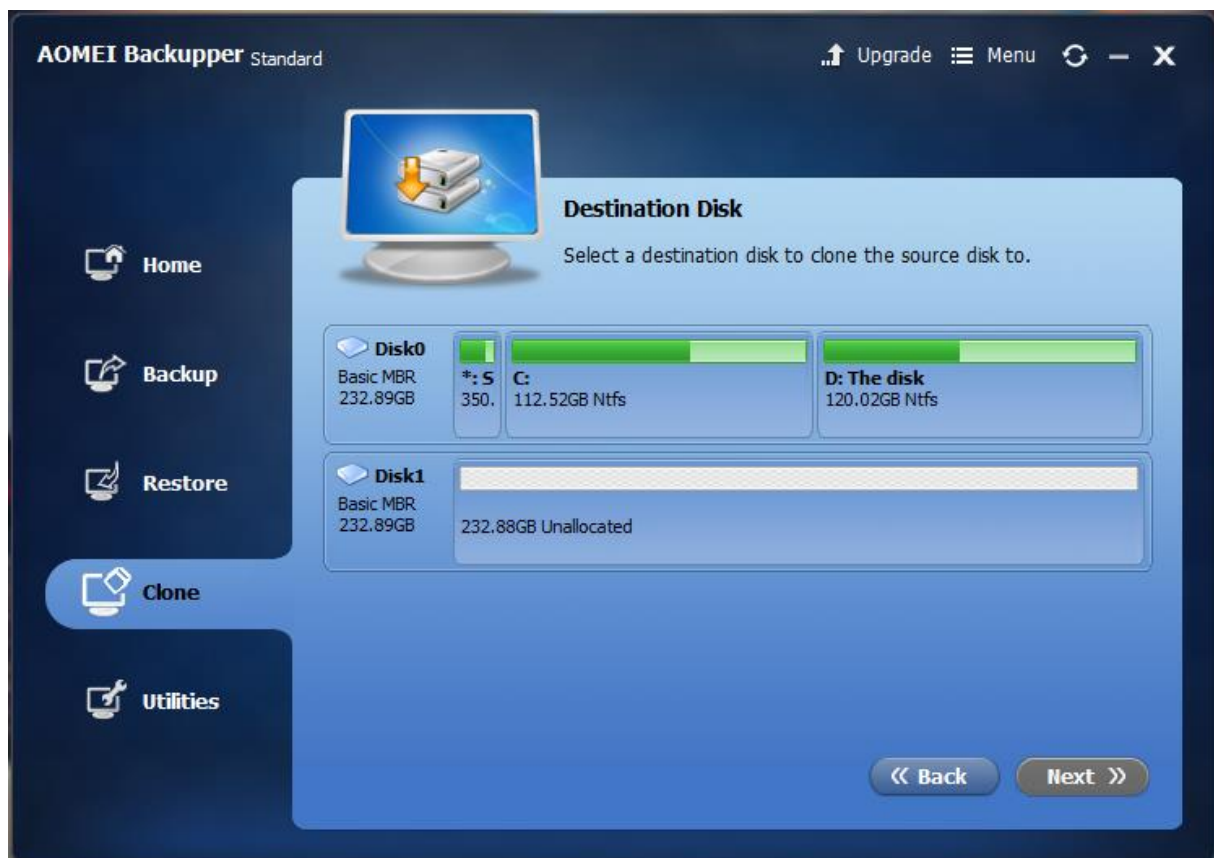 AOMEI Backupper Standard
Upgrade Menu
Destination Disk
Select a destination disk to clone the source disk to.
Home
Backup
Restore
Clone
Utilities
Disk0
Basic MBR
232.89GB
*: S
350.
C:
112.52GB Ntfs
D: The disk
120.02GB Ntfs
Disk1
Basic MBR
232.89GB
232.88GB Unallocated
Back
Next